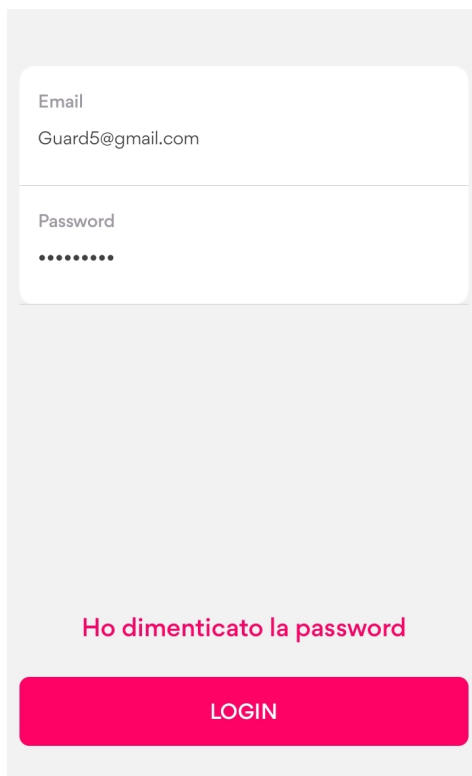 Email
Guard5@gmail.com
Password
•••••••••
Ho dimenticato la password
LOGIN